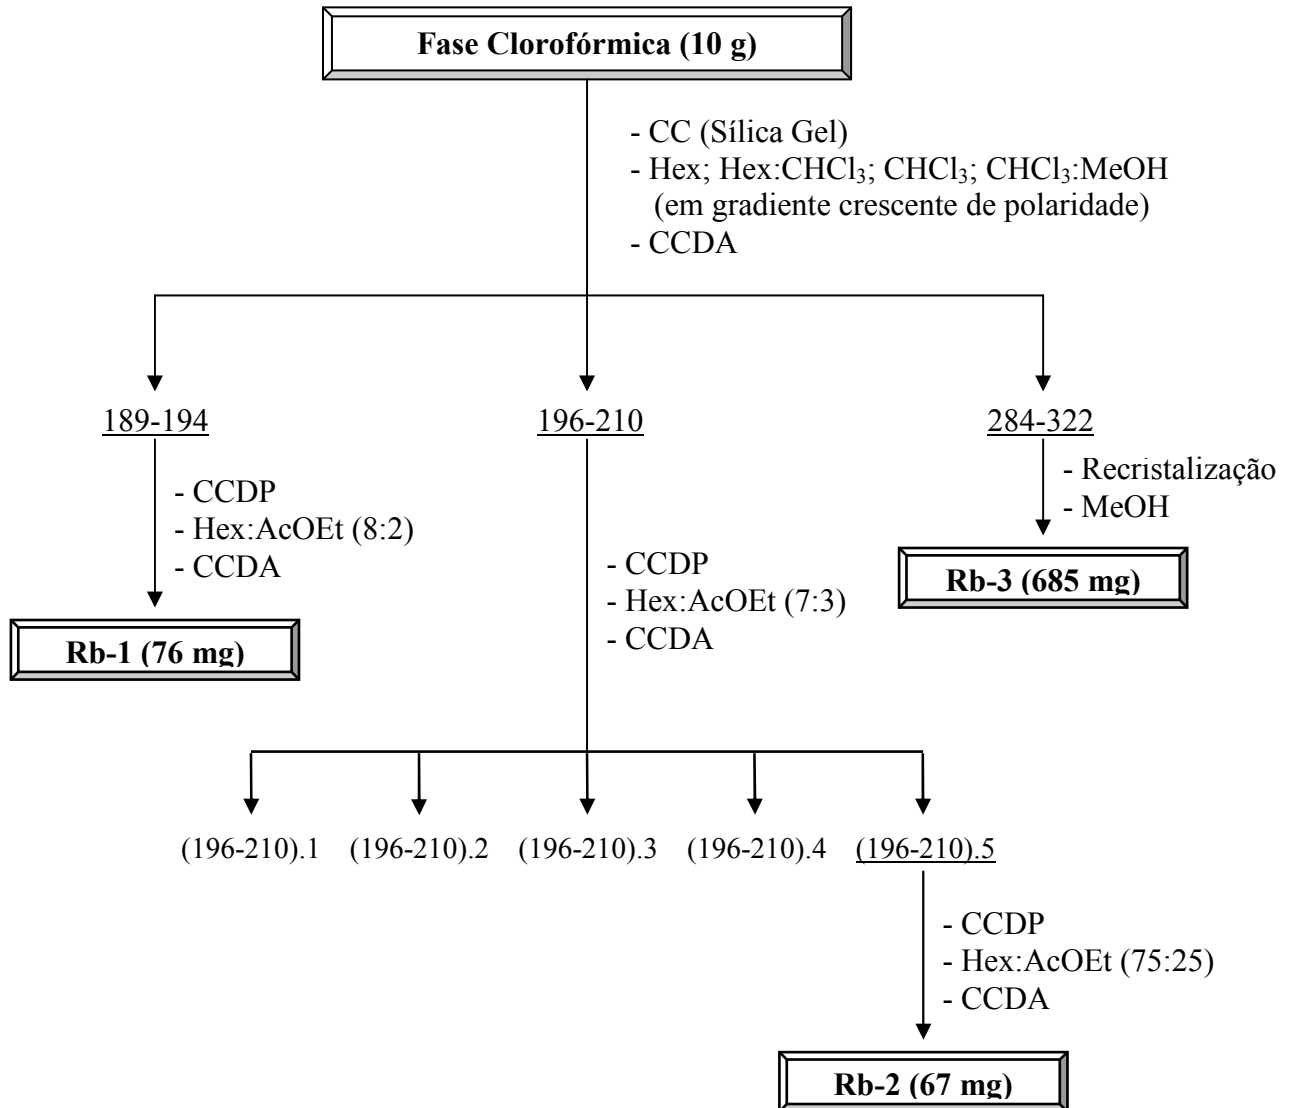 Fase Clorofórmica (10 g)
- CC (Sílica Gel)
- Hex; Hex:CHCl₃; CHCl₃; CHCl₃:MeOH
(em gradiente crescente de polaridade)
- CCDA
189-194
196-210
284-322
- CCDP
- Hex:AcOEt (8:2)
- CCDA
- CCDP
- Hex:AcOEt (7:3)
- CCDA
- Recristalização
- MeOH
Rb-1 (76 mg)
Rb-3 (685 mg)
(196-210).1
(196-210).2
(196-210).3
(196-210).4
(196-210).5
- CCDP
- Hex:AcOEt (75:25)
- CCDA
Rb-2 (67 mg)